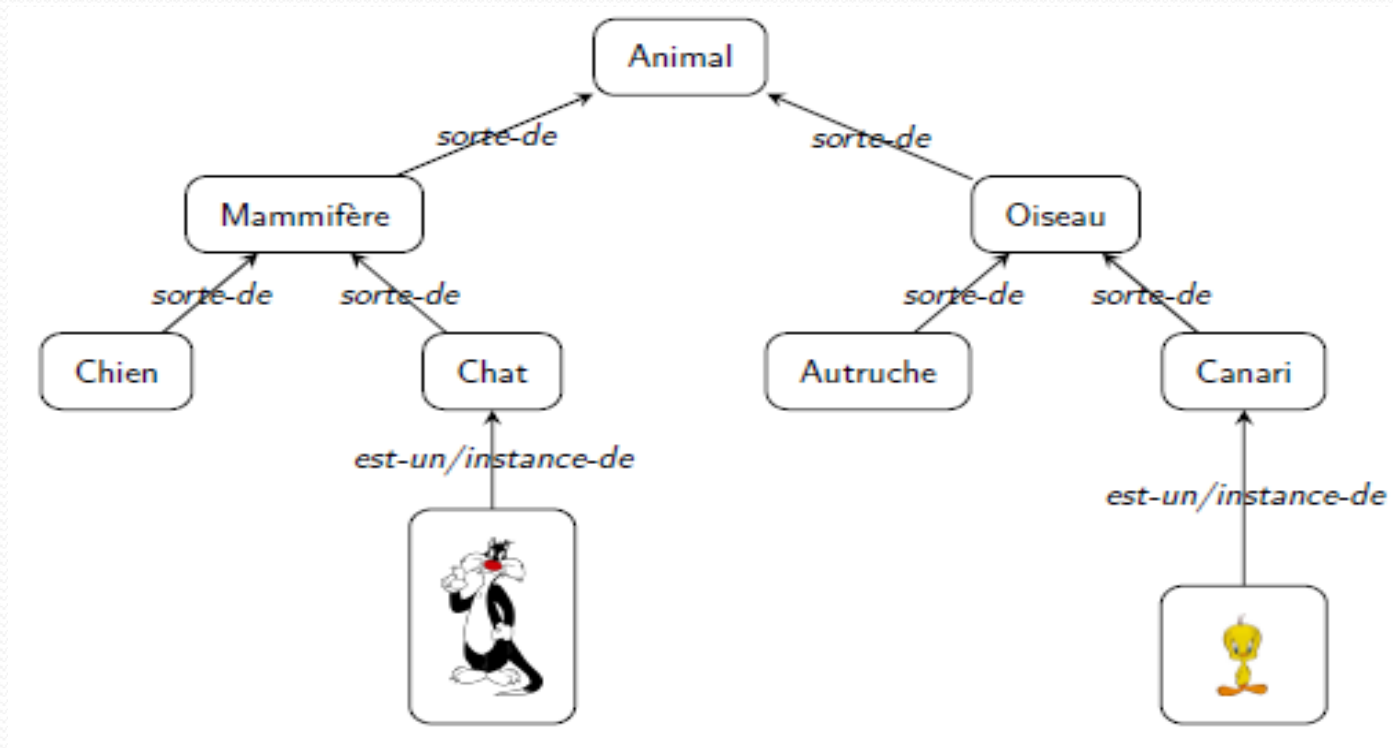 Animal
sorte-de sorte-de
Mammifère Oiseau
sorte-de sorte-de sorte-de sorte-de
Chien Chat Autruche Canari
est-un/instance-de
est-un/instance-de